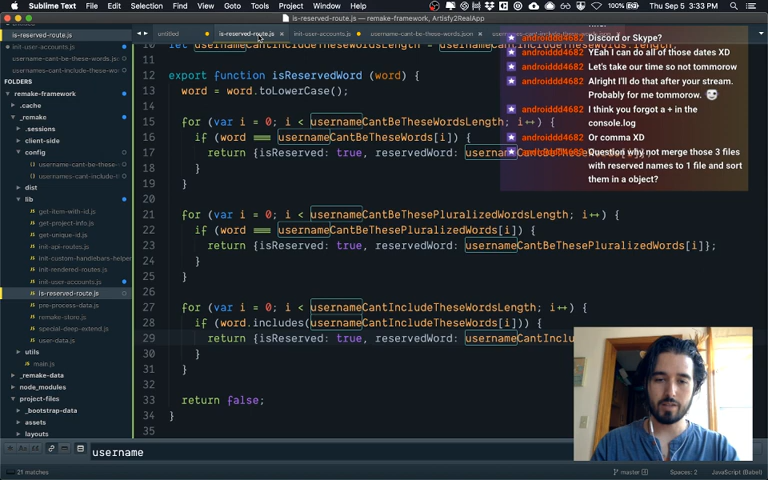 Sublime Text File Edit Selection Find View Goto Tools Project Window Help 100% Thu Sep 5 3:33 PM
is-reserved-route.js — remake-framework, Artisfy2RealApp
untitled is-reserved-route.js init-user-accounts.js username-cant-be-these-words.json
is-reserved-route.js
init-user-accounts.js
username-cant-be-these-words.js
usernames-cant-include-these-wo
FOLDERS
remake-framework
.cache
_remake
.sessions
client-side
config
username-cant-be-these-
usernames-cant-include-t
dist
lib
get-item-with-id.js
get-project-info.js
get-unique-id.js
init-api-routes.js
init-custom-handlebars-helper
init-rendered-routes.js
init-user-accounts.js
is-reserved-route.js
pre-process-data.js
remake-store.js
special-deep-extend.js
user-data.js
utils
main.js
_remake-data
node_modules
project-files
_bootstrap-data
assets
layouts
10 let usernameCantIncludeTheseWordsLength = usernameCantIncludeTheseWords.length;
11
12 export function isReservedWord (word) {
13 word = word.toLowerCase();
14
15 for (var i = 0; i < usernameCantBeTheseWordsLength; i++) {
16 if (word === usernameCantBeTheseWords[i]) {
17 return {isReserved: true, reservedWord: usernameCantBeTheseWords[i]};
18 }
19 }
20
21 for (var i = 0; i < usernameCantBeThesePluralizedWordsLength; i++) {
22 if (word === usernameCantBeThesePluralizedWords[i]) {
23 return {isReserved: true, reservedWord: usernameCantBeThesePluralizedWords[i]};
24 }
25 }
26
27 for (var i = 0; i < usernameCantIncludeTheseWordsLength; i++) {
28 if (word.includes(usernameCantIncludeTheseWords[i])) {
29 return {isReserved: true, reservedWord: usernameCantInclu
30 }
31 }
32
33 return false;
34 }
35
Discord or Skype?
androiddd4682 YEah I can do all of those dates XD
androiddd4682 Let's take our time so not tommorow
androiddd4682 Alright I'll do that after your stream.
Probably for me tomorrow.
androiddd4682 I think you forgot a + in the
console.log
androiddd4682 Or comma XD
androiddd4682 Question why not merge those 3 files
with reserved names to 1 file and sort
them in a object?
username
21 matches
master Spaces: 2 JavaScript (Babel)